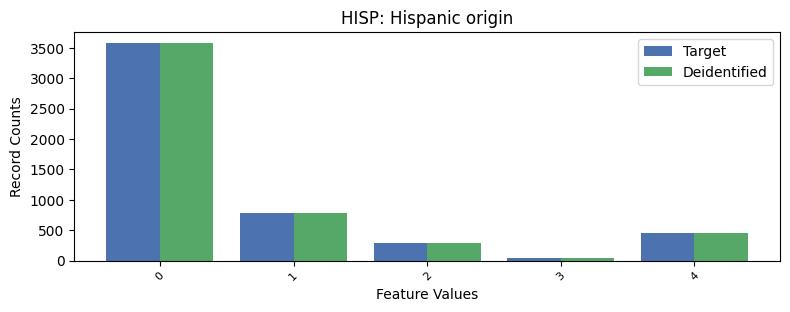 HISP: Hispanic origin
Target
Deidentified
Record Counts
3500
3000
2500
2000
1500
1000
500
0
0 1 2 3 4
Feature Values